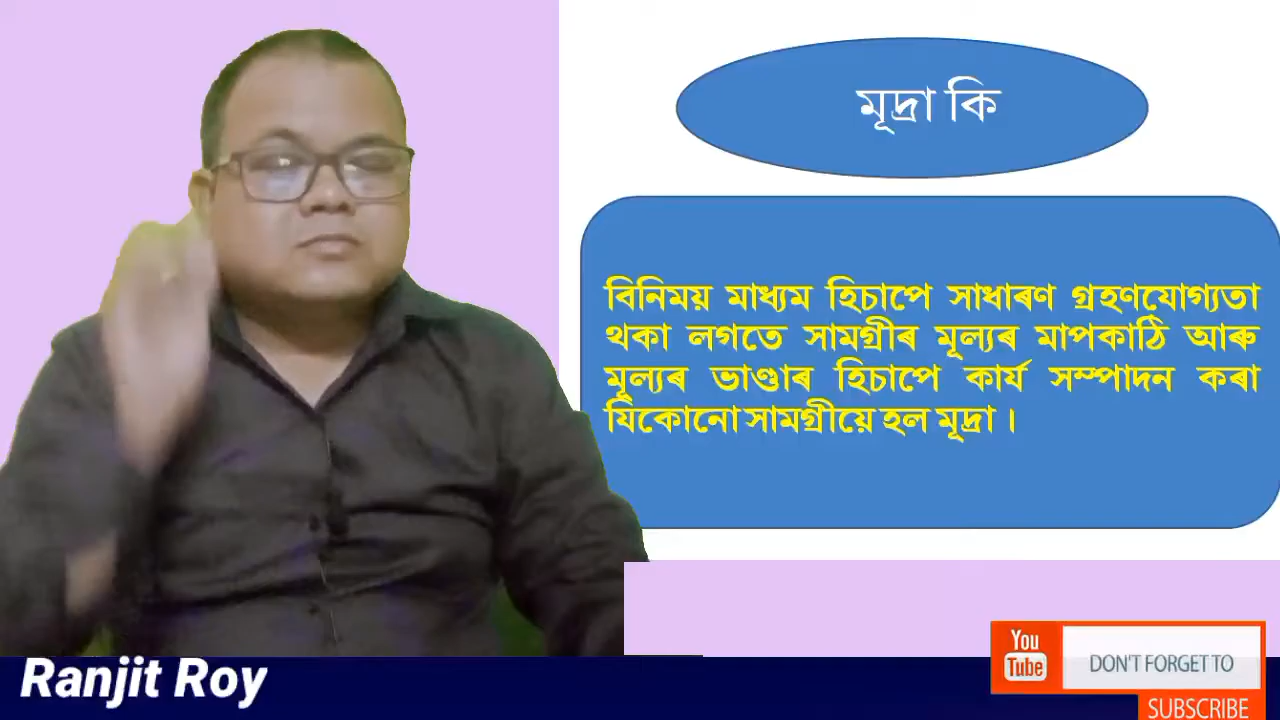 মূদ্ৰা কি
বিনিময় মাধ্যম হিচাপে সাধাৰণ গ্ৰহণযোগ্যতা
থকা লগতে সামগ্ৰীৰ মূল্যৰ মাপকাঠি আৰু
মূল্যৰ ভাণ্ডাৰ হিচাপে কাৰ্য সম্পাদন কৰা
যিকোনো সামগ্ৰীয়ে হল মূদ্ৰা ।
Ranjit Roy
You
Tube
DON'T FORGET TO
SUBSCRIBE